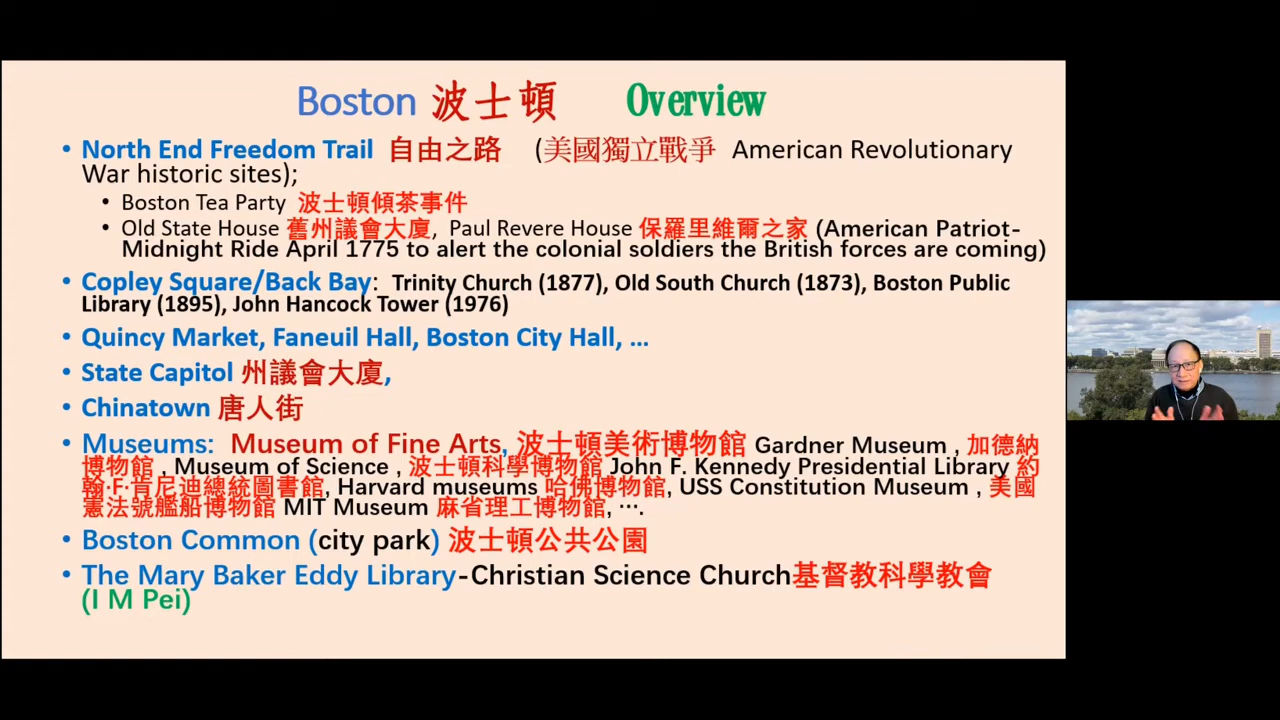 Boston 波士頓 Overview
• North End Freedom Trail 自由之路 (美國獨立戰爭 American Revolutionary
War historic sites);
• Boston Tea Party 波士頓傾茶事件
• Old State House 舊州議會大廈, Paul Revere House 保羅里維爾之家 (American Patriot-
Midnight Ride April 1775 to alert the colonial soldiers the British forces are coming)
• Copley Square/Back Bay: Trinity Church (1877), Old South Church (1873), Boston Public
Library (1895), John Hancock Tower (1976)
• Quincy Market, Faneuil Hall, Boston City Hall, …
• State Capitol 州議會大廈,
• Chinatown 唐人街
• Museums: Museum of Fine Arts, 波士頓美術博物館 Gardner Museum , 加德納
博物館 , Museum of Science , 波士頓科學博物館 John F. Kennedy Presidential Library 約
翰·F·肯尼迪總統圖書館, Harvard museums 哈佛博物館, USS Constitution Museum , 美國
憲法號艦船博物館 MIT Museum 麻省理工博物館, ….
• Boston Common (city park) 波士頓公共公園
• The Mary Baker Eddy Library-Christian Science Church基督教科學教會
(I M Pei)